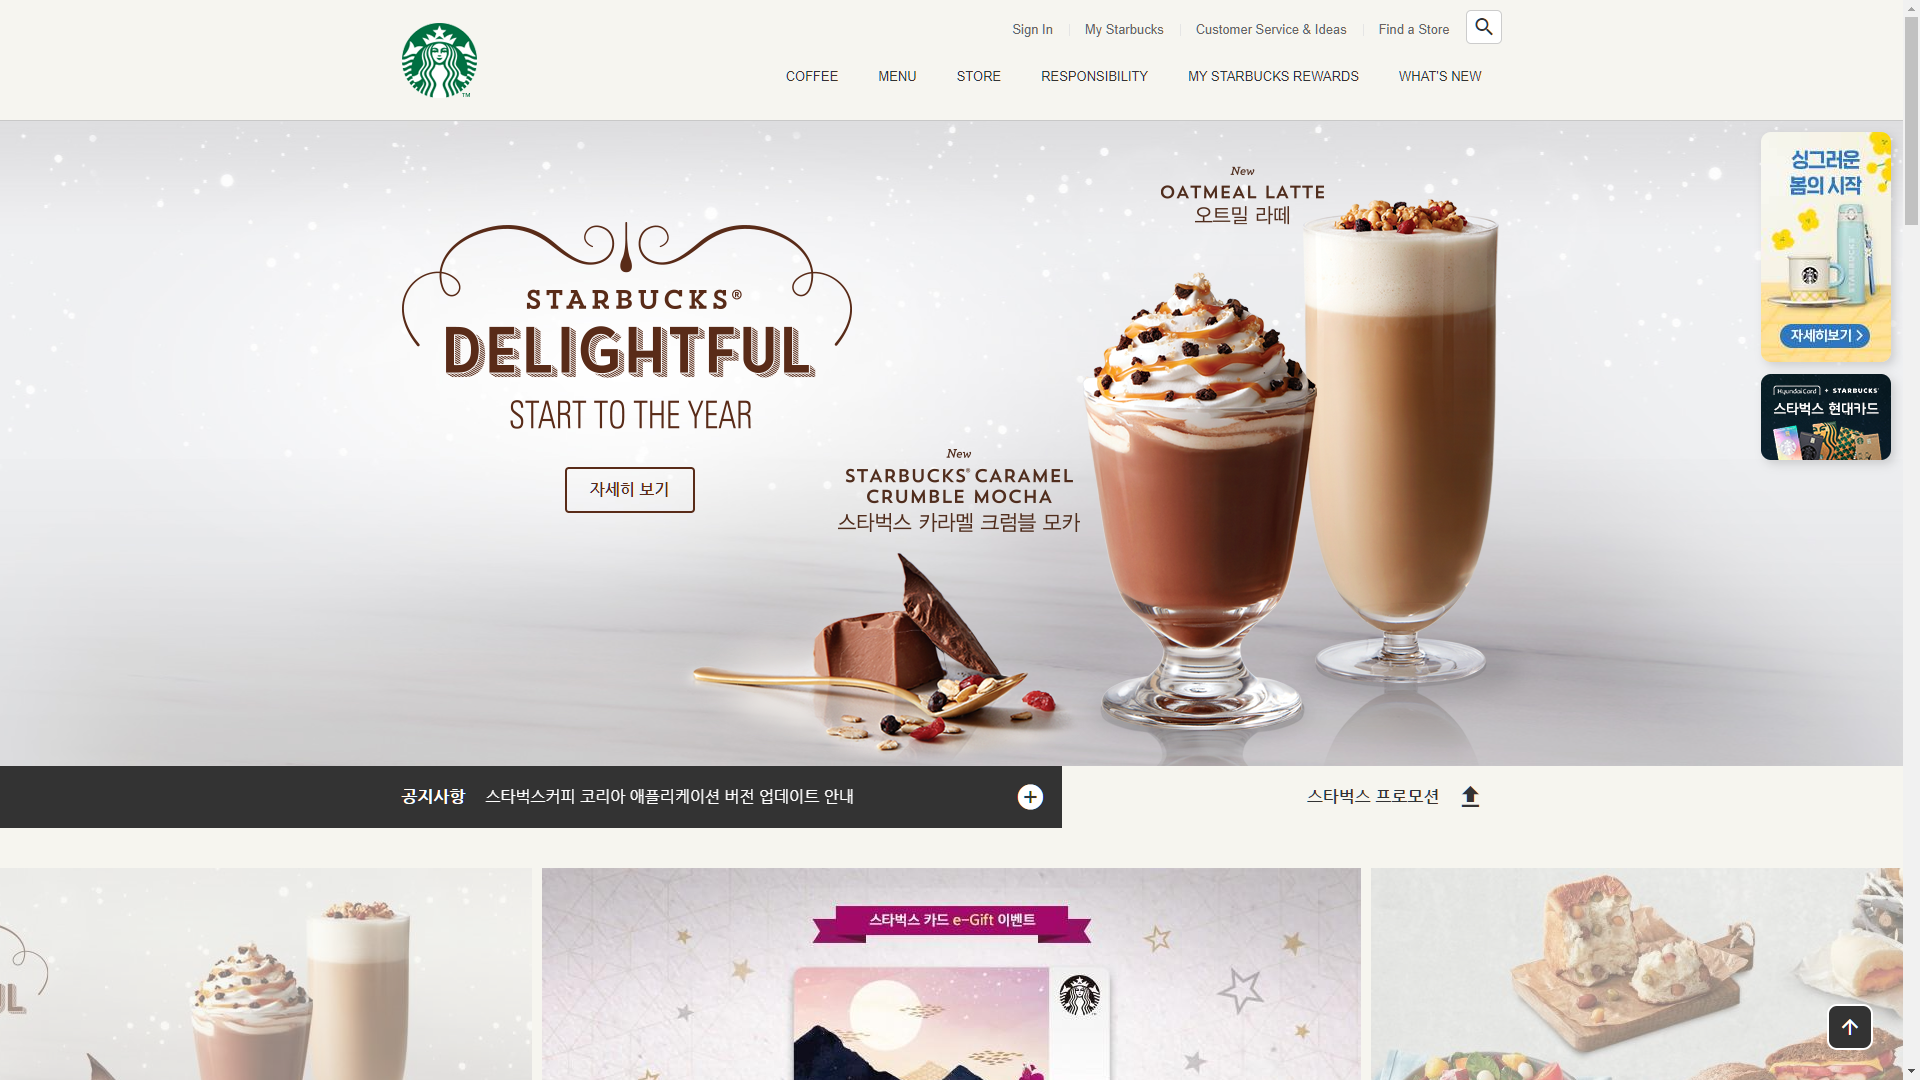 Sign In
My Starbucks
Customer Service & Ideas
Find a Store
COFFEE
MENU
STORE
RESPONSIBILITY
MY STARBUCKS REWARDS
WHAT'S NEW
TM
STARBUCKS®
DELIGHTFUL
START TO THE YEAR
자세히 보기
New
OATMEAL LATTE
오트밀 라떼
New
STARBUCKS® CARAMEL
CRUMBLE MOCHA
스타벅스 카라멜 크럼블 모카
싱그러운
봄의 시작
STARBUCKS
자세히보기 >
HyundaiCard + STARBUCKS
스타벅스 현대카드
공지사항 스타벅스커피 코리아 애플리케이션 버전 업데이트 안내
스타벅스 프로모션
UL
스타벅스 카드 e-Gift 이벤트